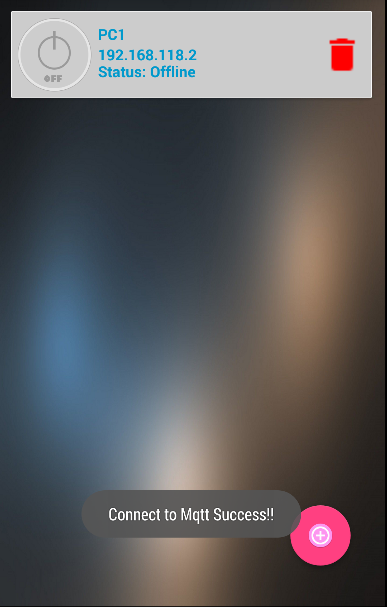 PC1
192.168.118.2
Status: Offline
OFF
Connect to Mqtt Success!!